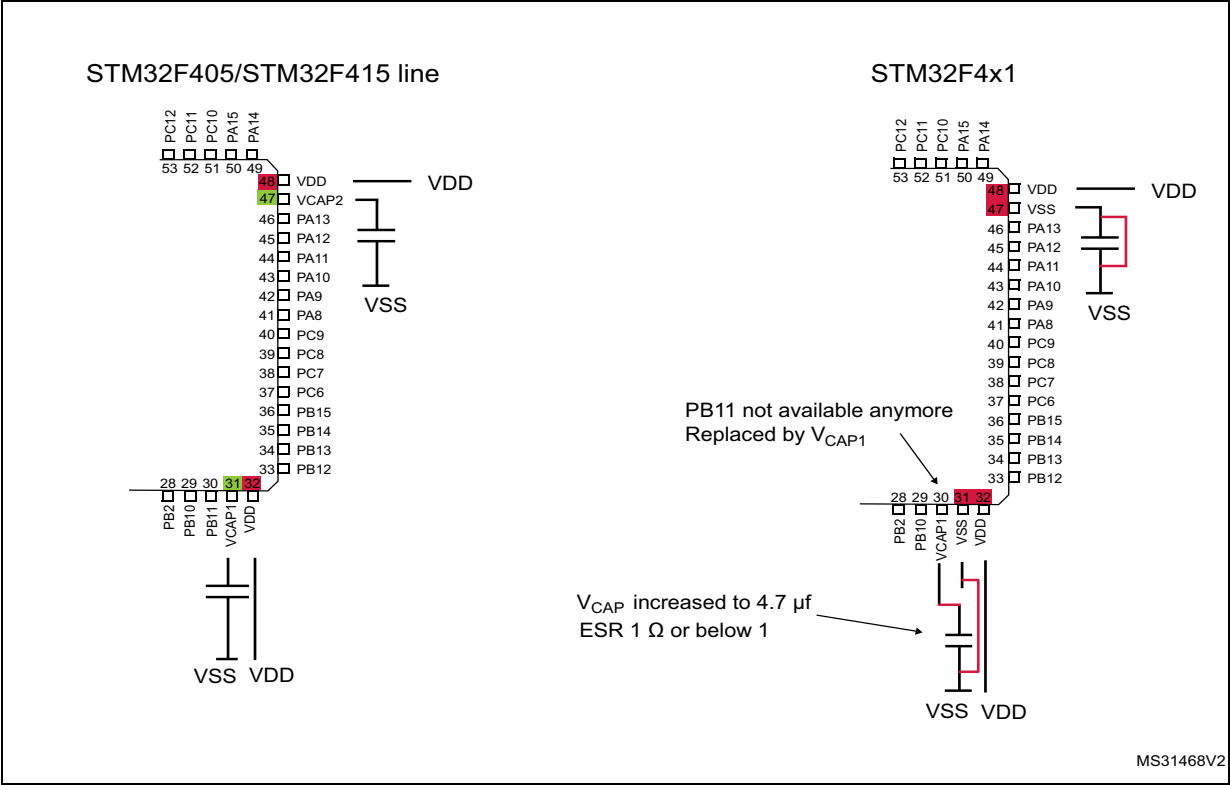 STM32F405/STM32F415 line
PC12
PC11
PC10
PA15
PA14
53 52 51 50 49
48 VDD
VDD
47 VCAP2
46 PA13
45 PA12
44 PA11
43 PA10
42 PA9
VSS
41 PA8
40 PC9
39 PC8
38 PC7
37 PC6
36 PB15
35 PB14
34 PB13
33 PB12
28 29 30 31 32
PB2
PB10
PB11
VCAP1
VDD
VSS VDD
STM32F4x1
PC12
PC11
PC10
PA15
PA14
53 52 51 50 49
48 VDD
VDD
47 VSS
46 PA13
45 PA12
44 PA11
43 PA10
42 PA9
VSS
41 PA8
40 PC9
39 PC8
38 PC7
37 PC6
36 PB15
35 PB14
34 PB13
33 PB12
PB11 not available anymore
Replaced by VCAP1
28 29 30 31 32
PB2
PB10
VCAP1
VSS
VDD
VCAP increased to 4.7 µf
ESR 1 Ω or below 1
VSS VDD
MS31468V2